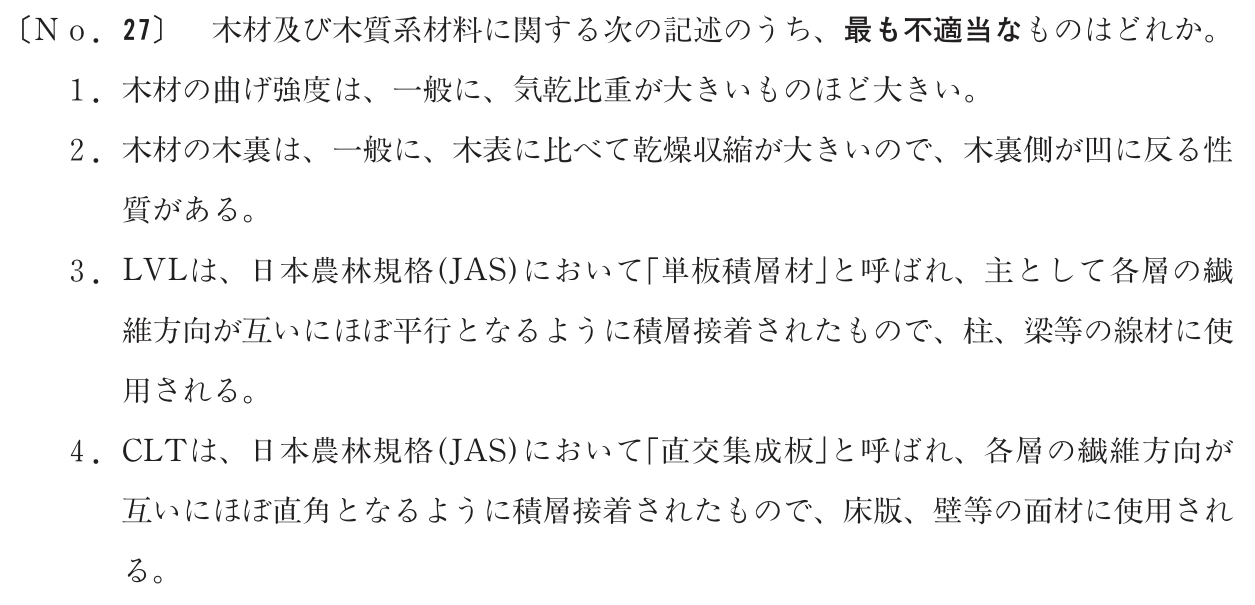 〔Ｎｏ．27〕　木材及び木質系材料に関する次の記述のうち、最も不適当なものはどれか。
1．木材の曲げ強度は、一般に、気乾比重が大きいものほど大きい。
2．木材の木裏は、一般に、木表に比べて乾燥収縮が大きいので、木裏側が凹に反る性
質がある。
3．LVLは、日本農林規格(JAS)において「単板積層材」と呼ばれ、主として各層の繊
維方向が互いにほぼ平行となるように積層接着されたもので、柱、梁等の線材に使
用される。
4．CLTは、日本農林規格(JAS)において「直交集成板」と呼ばれ、各層の繊維方向が
互いにほぼ直角となるように積層接着されたもので、床版、壁等の面材に使用され
る。